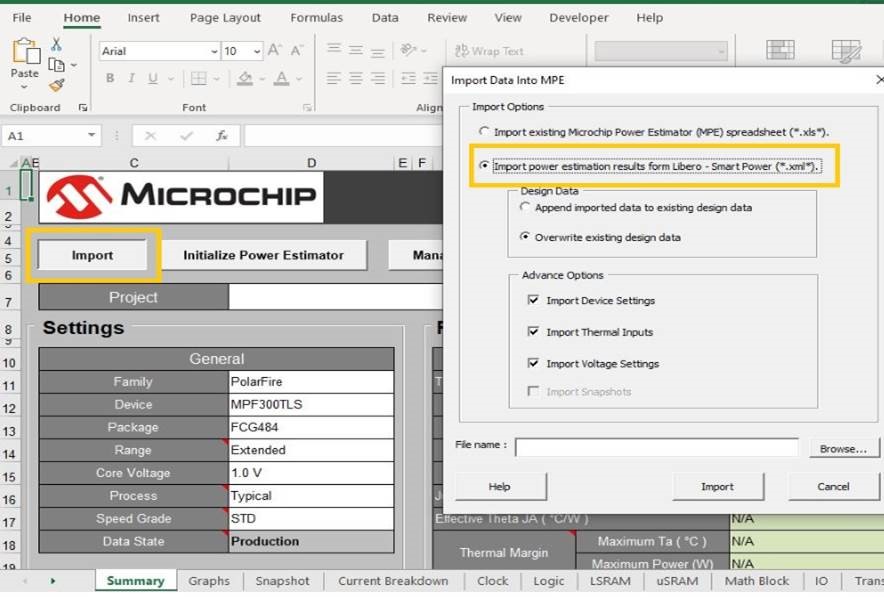 File Home Insert Page Layout Formulas Data Review View Developer Help
Arial 10 A A
Wrap Text
Paste
B I U A
Clipboard Font Align
A1 fx
A E C D E F
Import Data Into MPE
Import Options
Import existing Microchip Power Estimator (MPE) spreadsheet (*.xls*).
Import power estimation results form Libero - Smart Power (*.xml*).
Design Data
Append imported data to existing design data
Overwrite existing design data
Advance Options
Import Device Settings
Import Thermal Inputs
Import Voltage Settings
Import Snapshots
File name : Browse...
Help Import Cancel
1 MICROCHIP
2
4
5 Import Initialize Power Estimator Mana
6
7 Project
8 Settings
9
10 General
11 Family PolarFire T
12 Device MPF300TLS
13 Package FCG484
14 Range Extended
15 Core Voltage 1.0 V
16 Process Typical
17 Speed Grade STD Effective Theta JA ( °C/W ) N/A
18 Data State Production Thermal Margin Maximum Ta ( °C ) N/A
19 Maximum Power (W) N/A
Summary Graphs Snapshot Current Breakdown Clock Logic LSRAM uSRAM Math Block IO Trans